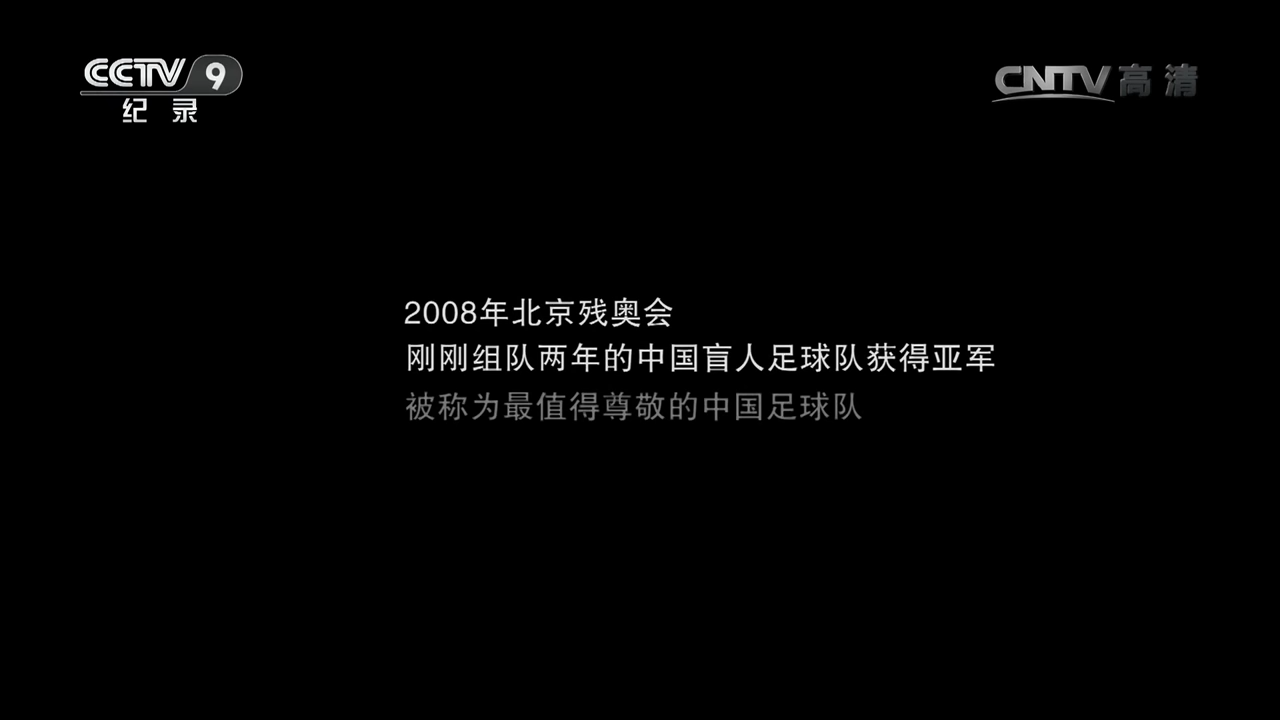 CCTV 9
纪录
CNTV高清
2008年北京残奥会
刚刚组队两年的中国盲人足球队获得亚军
被称为最值得尊敬的中国足球队